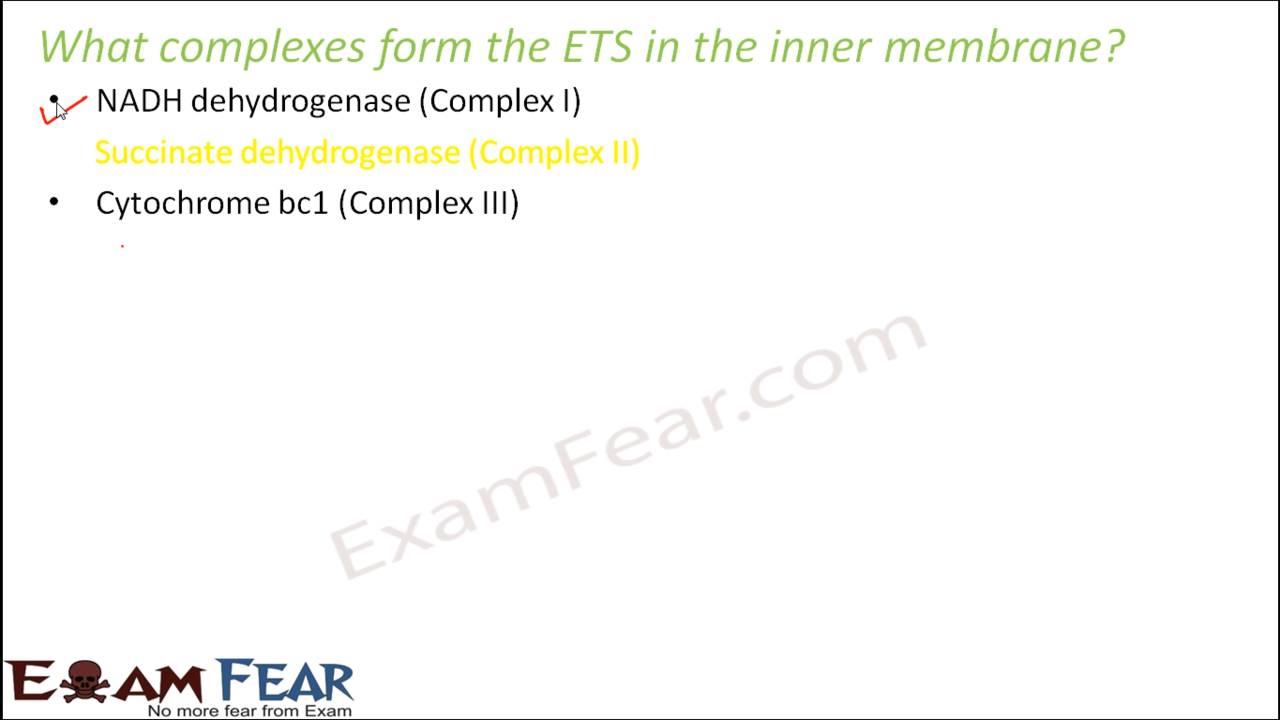 What complexes form the ETS in the inner membrane?
• NADH dehydrogenase (Complex I)
Succinate dehydrogenase (Complex II)
• Cytochrome bc1 (Complex III)
ExamFear.com
EXAM FEAR
No more fear from Exam